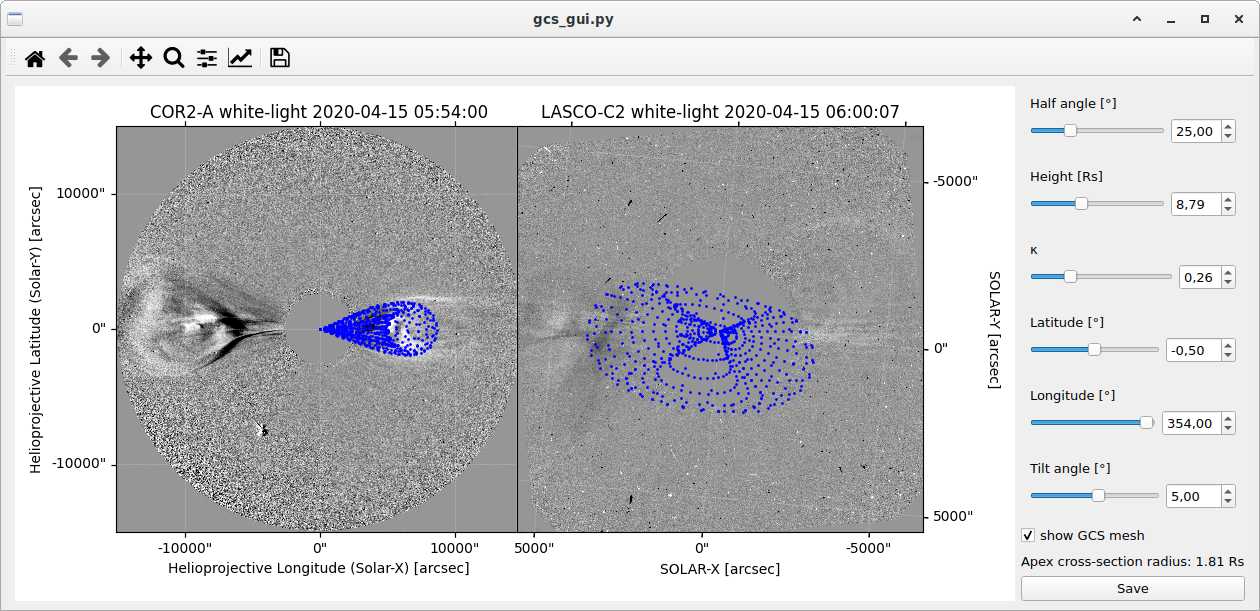 gcs_gui.py
COR2-A white-light 2020-04-15 05:54:00
LASCO-C2 white-light 2020-04-15 06:00:07
Helioprojective Latitude (Solar-Y) [arcsec]
10000"
0"
-10000"
-10000"
0"
10000"
Helioprojective Longitude (Solar-X) [arcsec]
-5000"
0"
5000"
SOLAR-Y [arcsec]
5000"
0"
-5000"
SOLAR-X [arcsec]
Half angle [°]
25,00
Height [Rs]
8,79
κ
0,26
Latitude [°]
-0,50
Longitude [°]
354,00
Tilt angle [°]
5,00
show GCS mesh
Apex cross-section radius: 1.81 Rs
Save